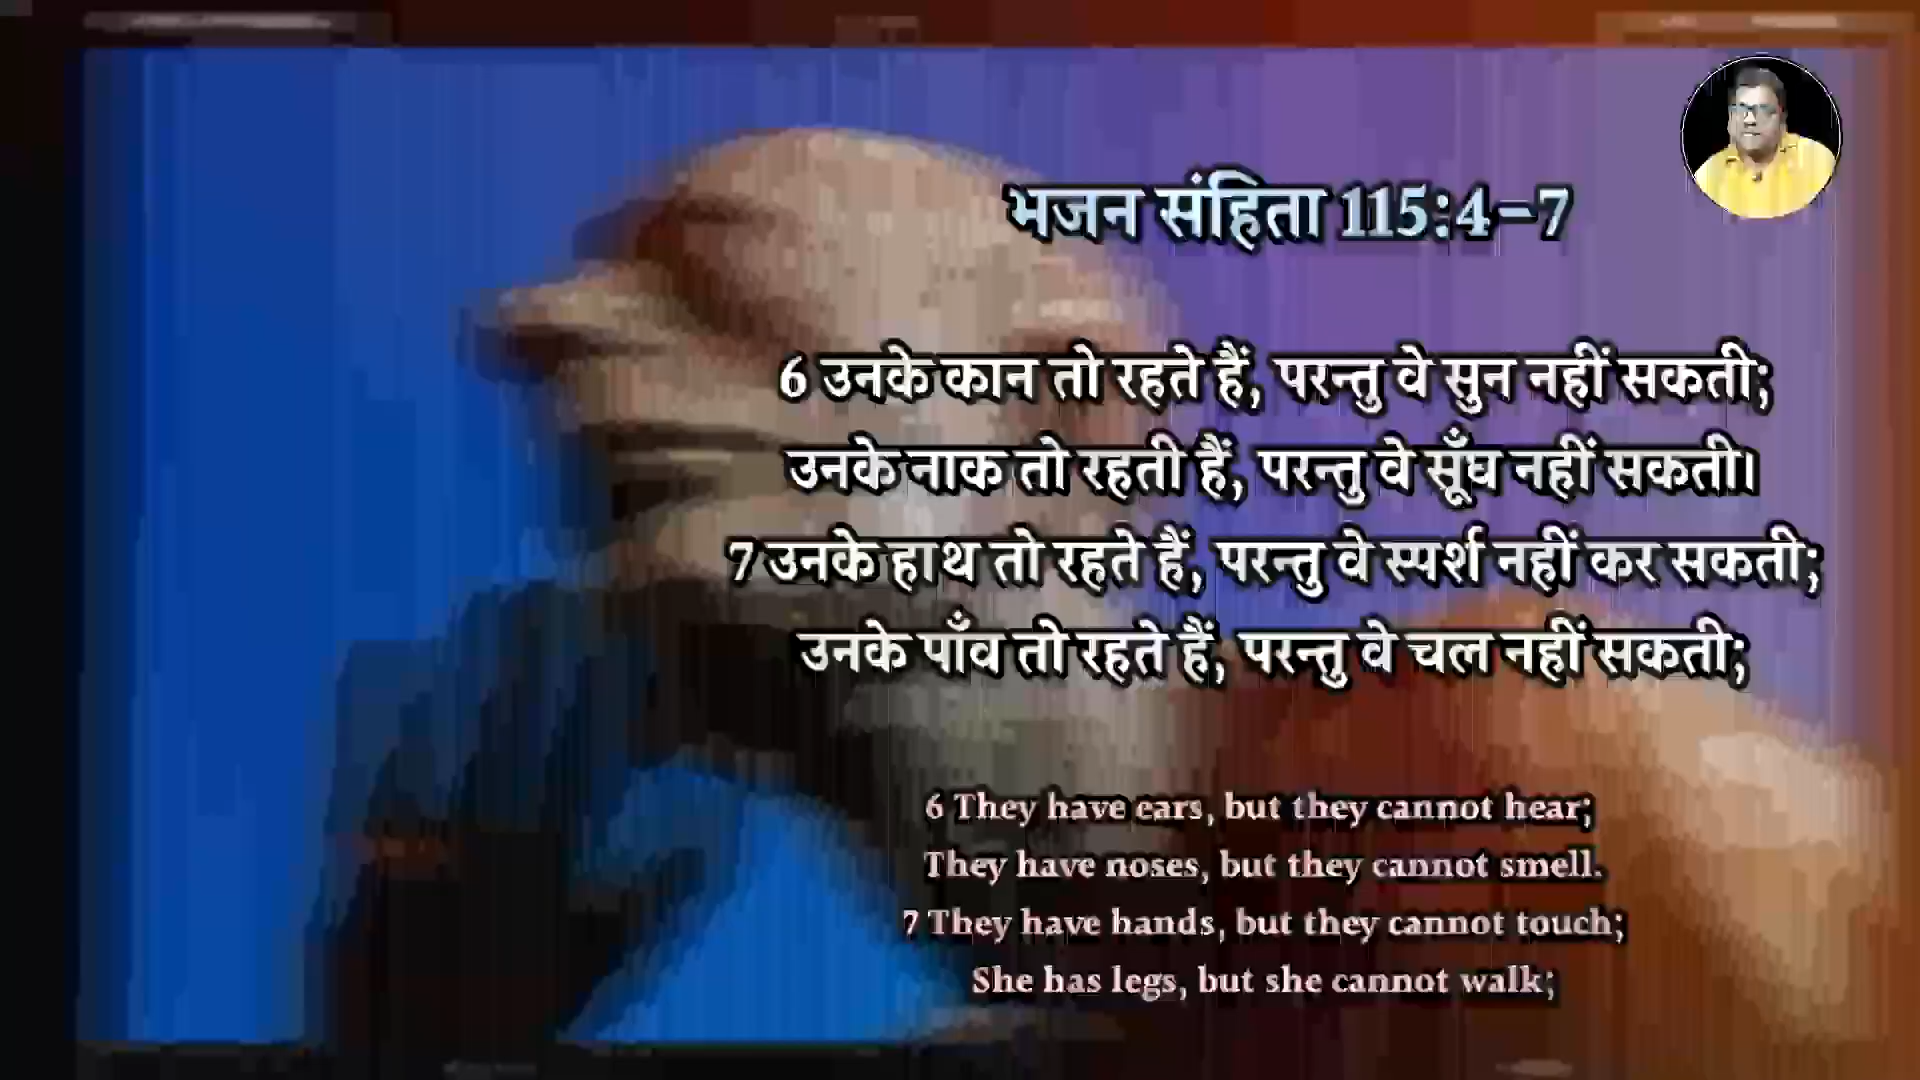 भजन संहिता 115:4-7
6 उनके कान तो रहते हैं, परन्तु वे सुन नहीं सकती;
उनके नाक तो रहती हैं, परन्तु वे सूँघ नहीं सकती।
7 उनके हाथ तो रहते हैं, परन्तु वे स्पर्श नहीं कर सकती;
उनके पाँव तो रहते हैं, परन्तु वे चल नहीं सकती;
6 They have ears, but they cannot hear;
They have noses, but they cannot smell.
7 They have hands, but they cannot touch;
She has legs, but she cannot walk;